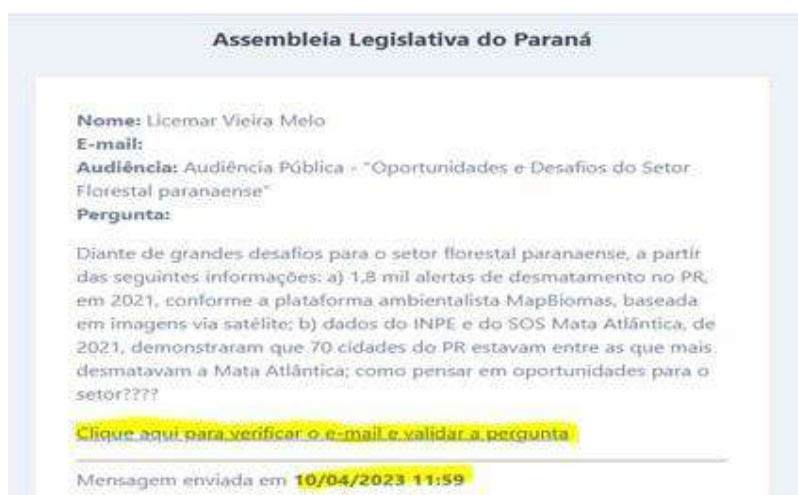 Assembleia Legislativa do Paraná
Nome: Licemar Vieira Melo
E-mail:
Audiência: Audiência Pública - "Oportunidades e Desafios do Setor
Florestal paranaense"
Pergunta:
Diante de grandes desafios para o setor florestal paranaense, a partir
das seguintes informações: a) 1,8 mil alertas de desmatamento no PR,
em 2021, conforme a plataforma ambientalista MapBiomas, baseada
em imagens via satélite; b) dados do INPE e do SOS Mata Atlântica, de
2021, demonstraram que 70 cidades do PR estavam entre as que mais
desmatavam a Mata Atlântica; como pensar em oportunidades para o
setor????
Clique aqui para verificar o e-mail e validar a pergunta
Mensagem enviada em 10/04/2023 11:59